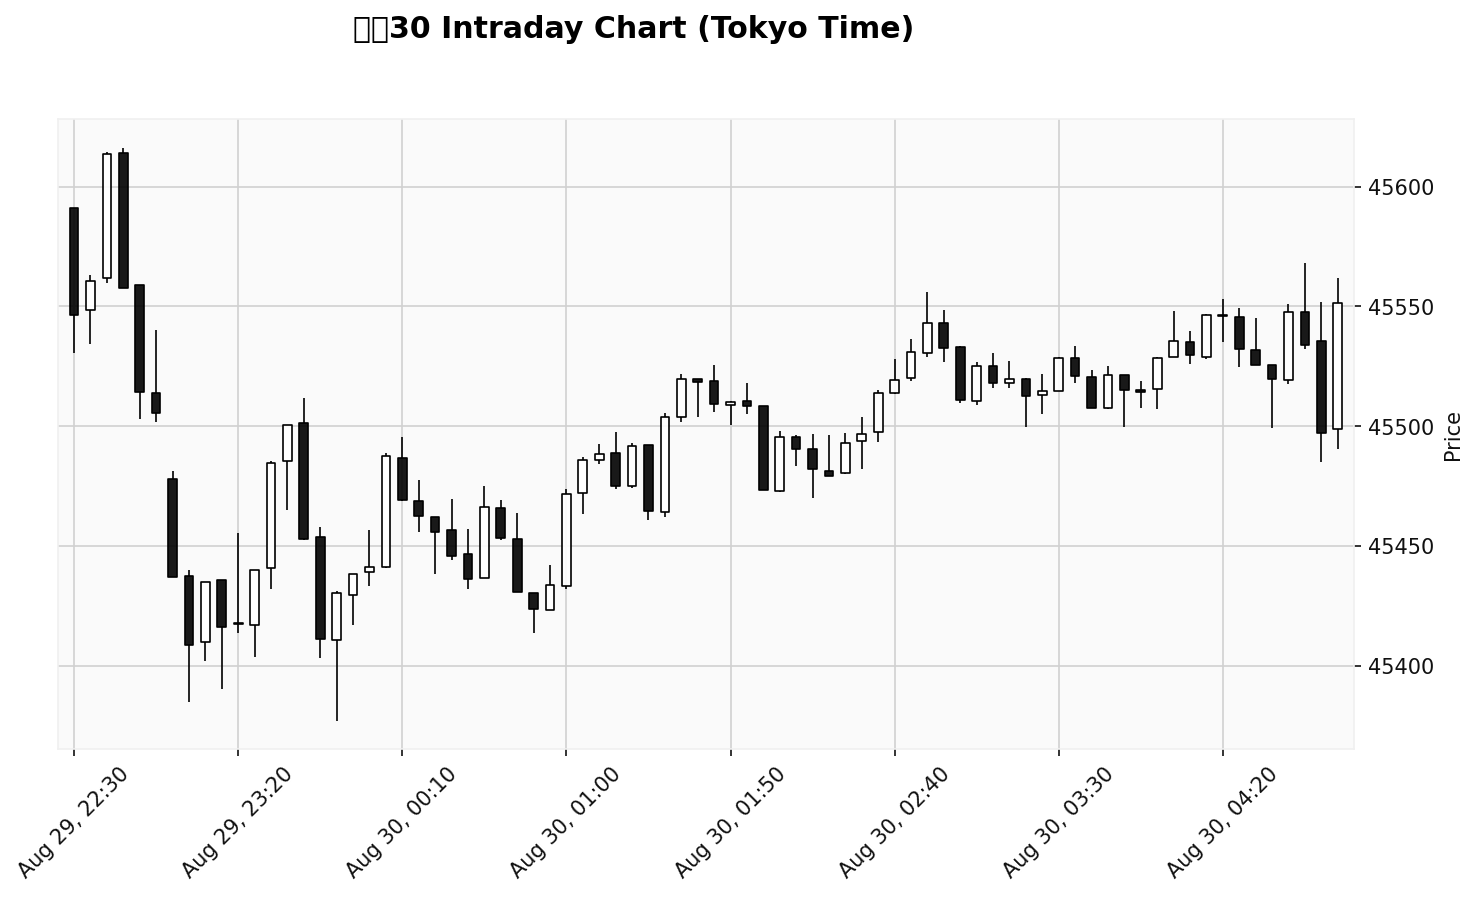 30 Intraday Chart (Tokyo Time)
45600
45550
45500
45450
45400
Price
Aug 29, 22:30
Aug 29, 23:20
Aug 30, 00:10
Aug 30, 01:00
Aug 30, 01:50
Aug 30, 02:40
Aug 30, 03:30
Aug 30, 04:20